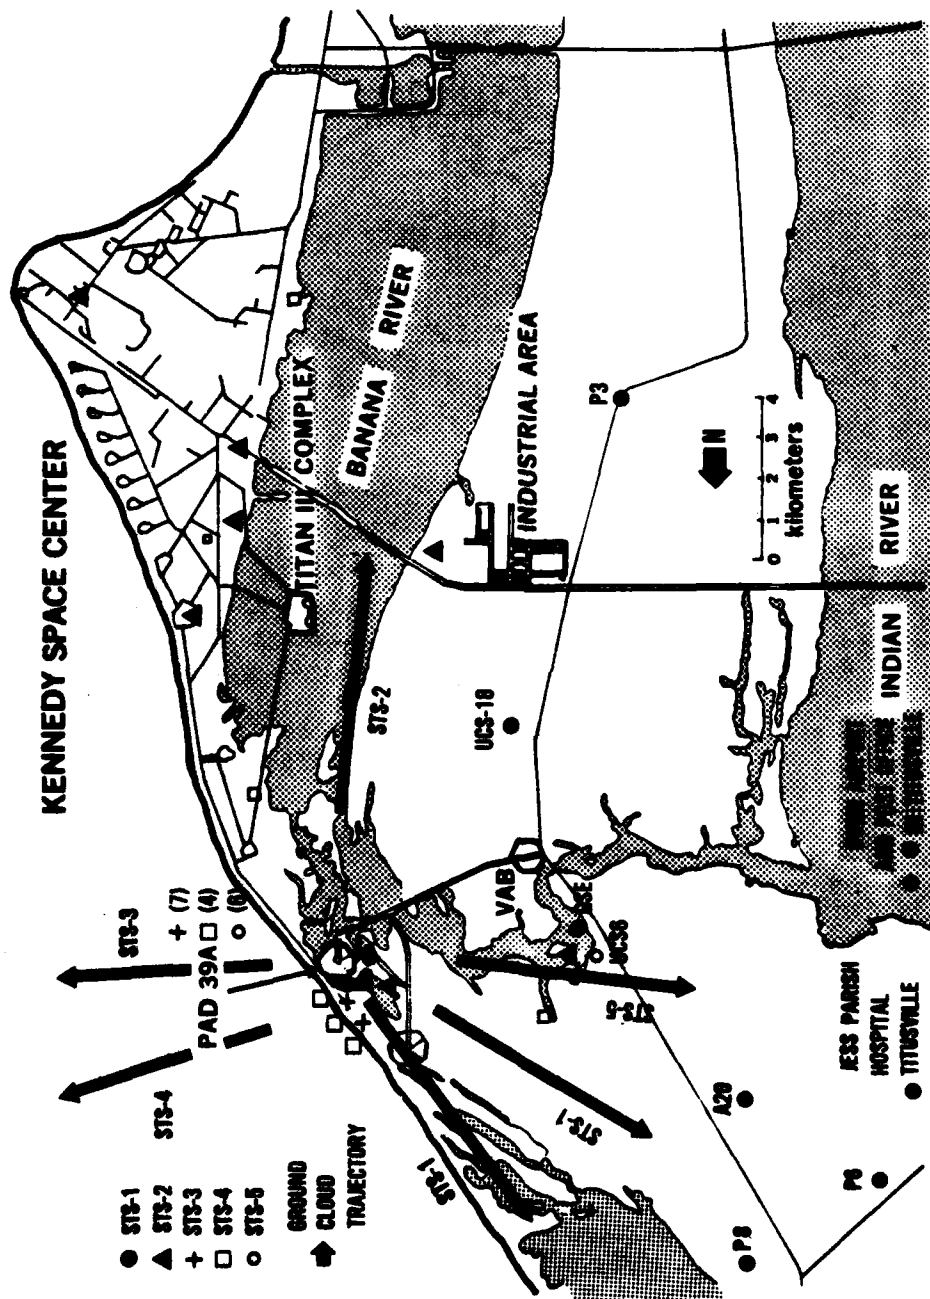 KENNEDY SPACE CENTER
● STS-1
▲ STS-2
+ STS-3
□ STS-4
○ STS-5
GROUND
CLOUD
TRAJECTORY
STS-4
STS-3
PAD 39A
+ (7)
□ (4)
○ (6)
STS-1
STS-1
STS-2
STS-5
TITAN III COMPLEX
BANANA RIVER
INDUSTRIAL AREA
UCS-18
VAB
UCS6
P3
N
0 1 2 3 4
kilometers
INDIAN RIVER
A20
P8
P6
JESS PARISH
HOSPITAL
TITUSVILLE